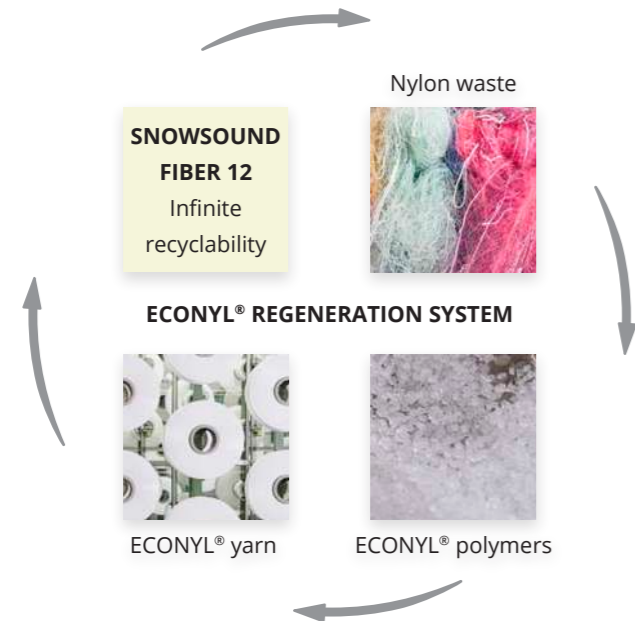 Nylon waste
SNOWSOUND
FIBER 12
Infinite
recyclability
ECONYL® REGENERATION SYSTEM
ECONYL® yarn
ECONYL® polymers